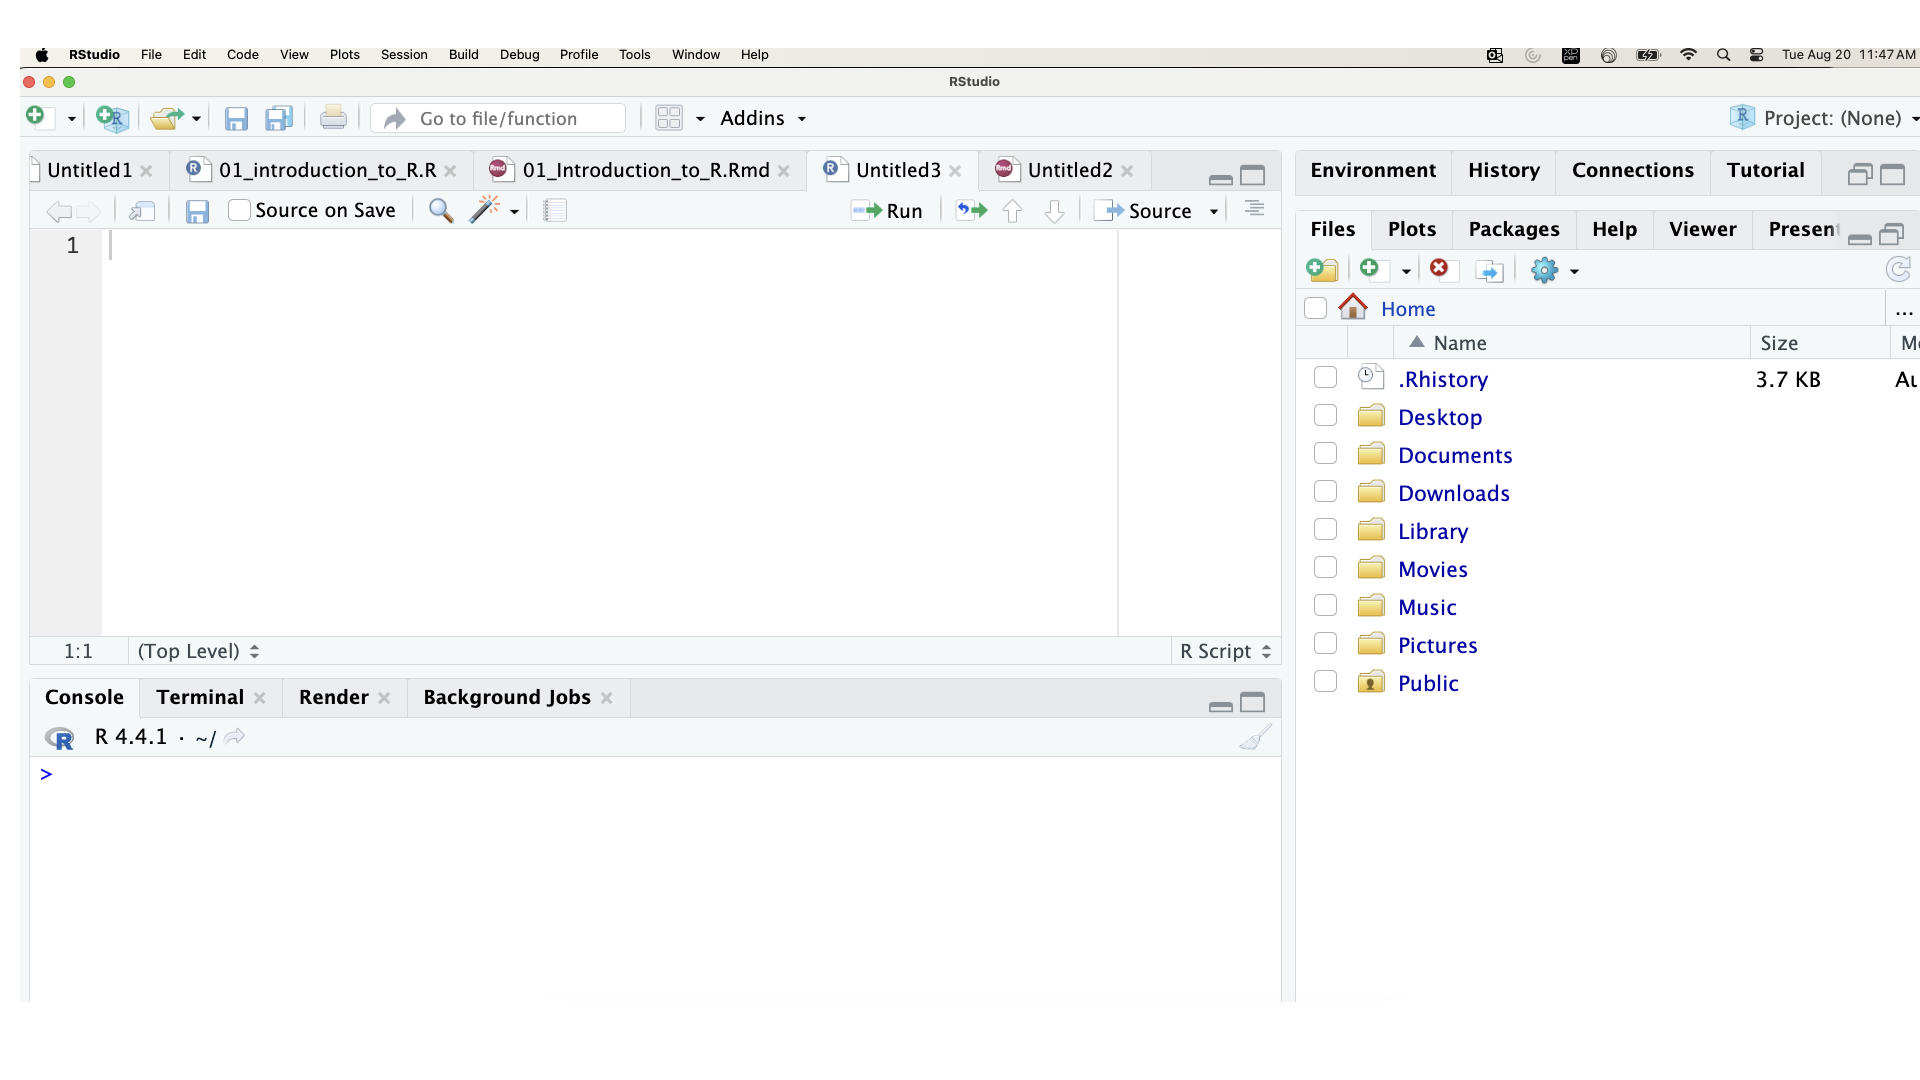 RStudio File Edit Code View Plots Session Build Debug Profile Tools Window Help Tue Aug 20 11:47 AM
RStudio
Go to file/function Addins Project: (None)
Untitled1 01_introduction_to_R.R 01_Introduction_to_R.Rmd Untitled3 Untitled2
Source on Save Run Source
1
1:1 (Top Level) R Script
Console Terminal Render Background Jobs
R 4.4.1 · ~/
>
Environment History Connections Tutorial
Files Plots Packages Help Viewer Presen
Home ...
Name Size
.Rhistory 3.7 KB
Desktop
Documents
Downloads
Library
Movies
Music
Pictures
Public